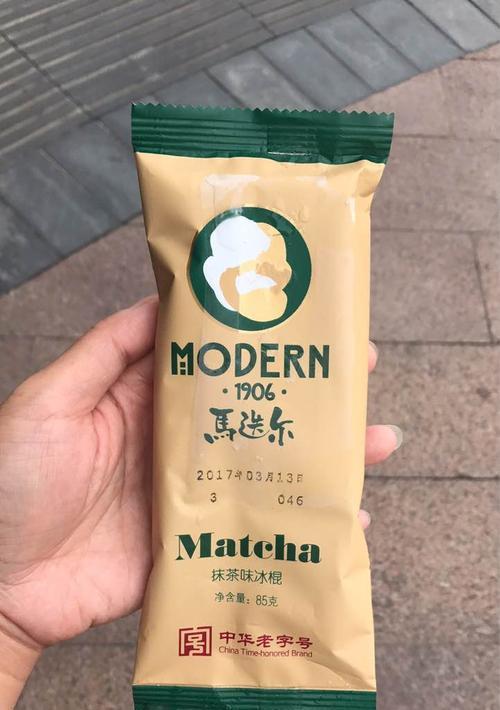 MODERN
·1906·
馬迭尔
2017年03月13日
3 046
Matcha
抹茶味冰棍
净含量：85克
中华老字号
China Time-honored Brand